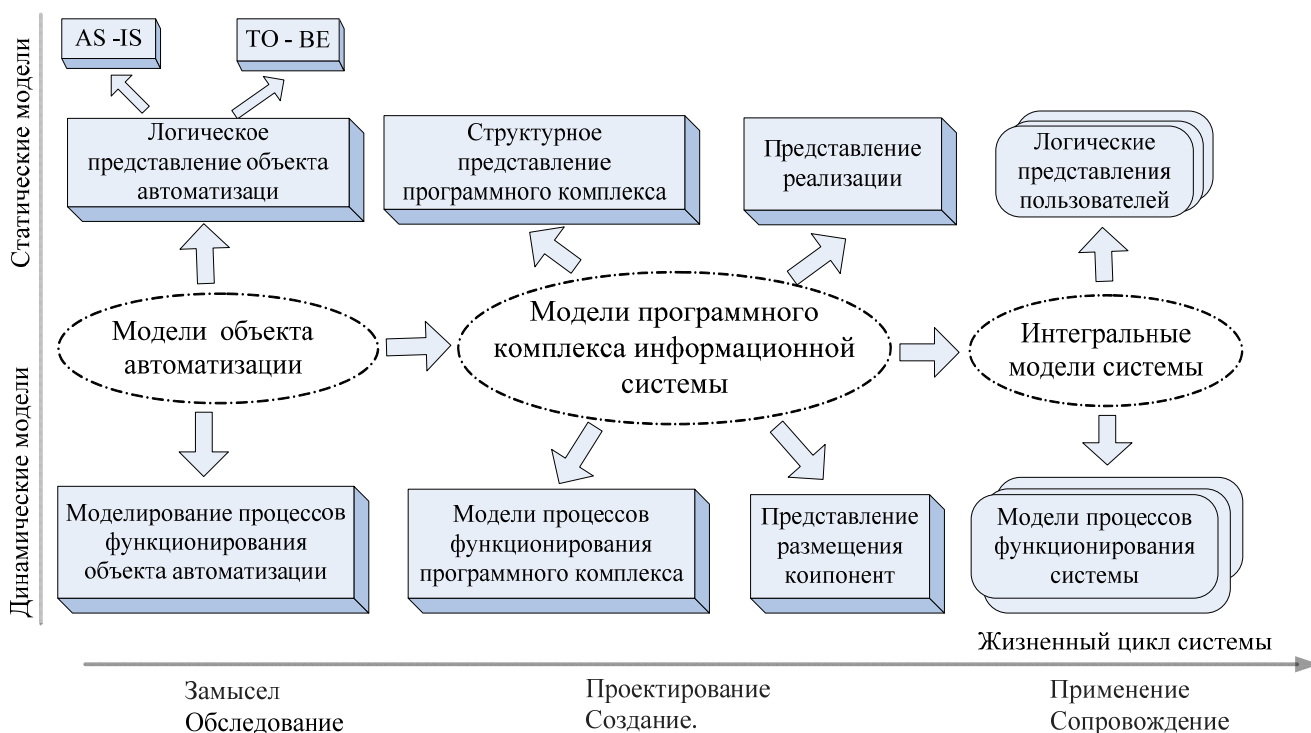 Статические модели
Динамические модели
AS -IS
TO - BE
Логическое
представление объекта
автоматизаци
Структурное
представление
программного комплекса
Представление
реализации
Логические
представления
пользователей
Модели объекта
автоматизации
Модели программного
комплекса информационной
системы
Интегральные
модели системы
Моделирование процессов
функционирования
объекта автоматизации
Модели процессов
функционирования
программного комплекса
Представление
размещения
коипонент
Модели процессов
функционирования
системы
Жизненный цикл системы
Замысел
Обследование
Проектирование
Создание.
Применение
Сопровождение